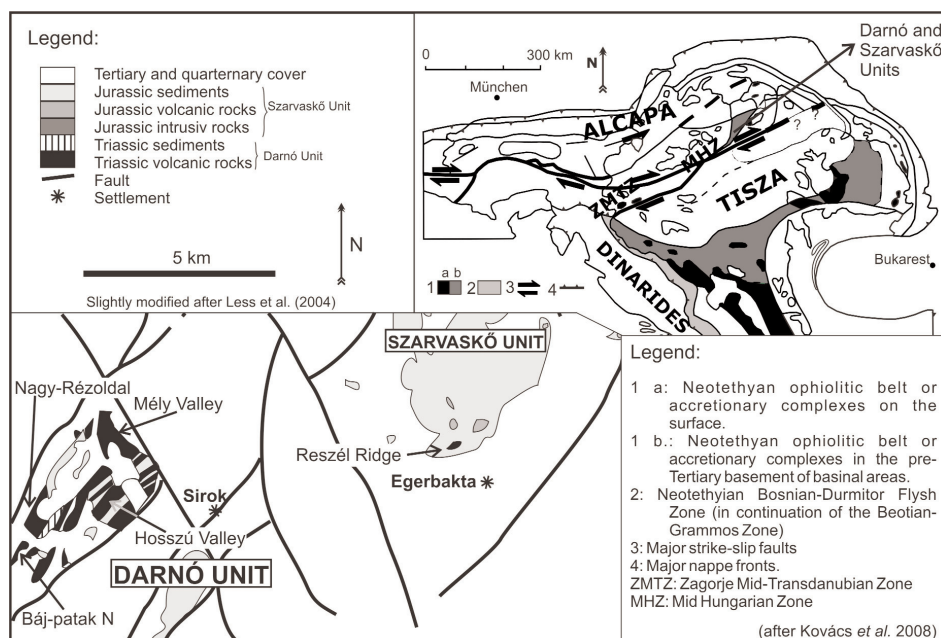 Legend:
Tertiary and quarternary cover
Jurassic sediments
Jurassic volcanic rocks
Jurassic intrusiv rocks
Szarvaskő Unit
Triassic sediments
Triassic volcanic rocks
Darnó Unit
Fault
Settlement
N
5 km
Slightly modified after Less et al. (2004)
0 300 km
N
München
Darnó and
Szarvaskő
Units
ALCAPA
MHZ
ZMTZ
TISZA
? ?
DINARIDES
Bukarest
a b
1 2 3 4
SZARVASKŐ UNIT
Nagy-Rézoldal
Mély Valley
Reszél Ridge
Egerbakta
Sirok
Hosszú Valley
DARNÓ UNIT
Báj-patak N
Legend:
1 a: Neotethyan ophiolitic belt or
accretionary complexes on the
surface.
1 b.: Neotethyan ophiolitic belt or
accretionary complexes in the pre-
Tertiary basement of basinal areas.
2: Neotethyian Bosnian-Durmitor Flysh
Zone (in continuation of the Beotian-
Grammos Zone)
3: Major strike-slip faults
4: Major nappe fronts.
ZMTZ: Zagorje Mid-Transdanubian Zone
MHZ: Mid Hungarian Zone
(after Kovács et al. 2008)